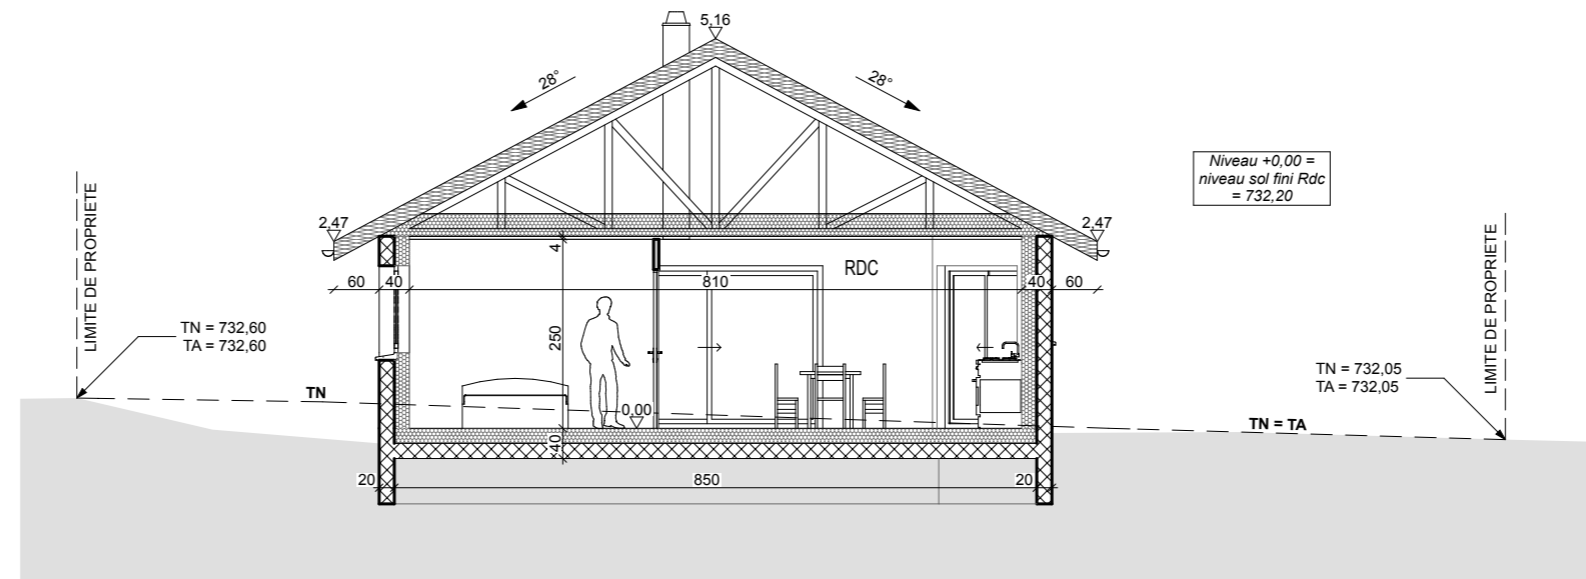 5,16
28°
28°
Niveau +0,00 =
niveau sol fini Rdc
= 732,20
LIMITE DE PROPRIETE
2,47
2,47
LIMITE DE PROPRIETE
4
RDC
60
40
810
40
60
TN = 732,60
TA = 732,60
250
TN = 732,05
TA = 732,05
TN
0,00
TN = TA
40
20
850
20